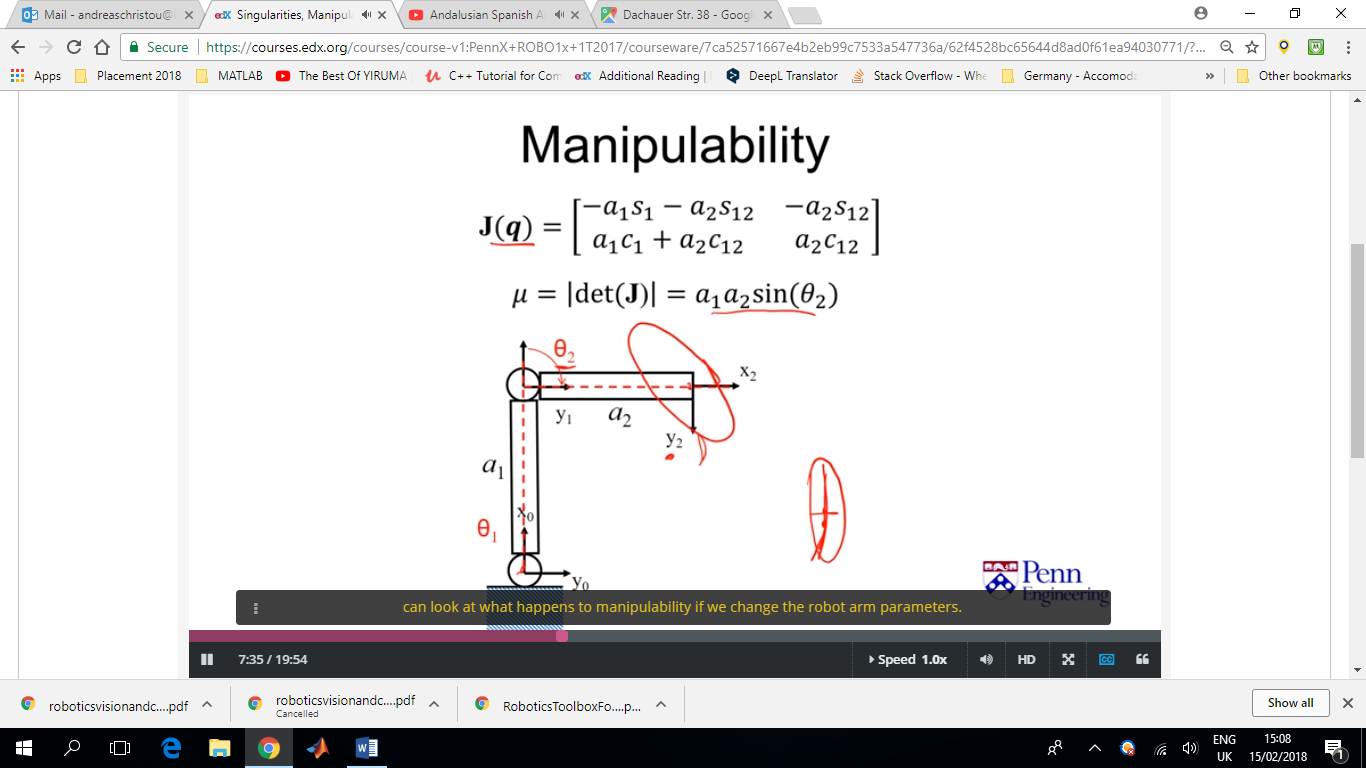 Mail - andreaschristou@
edX Singularities, Manipul
Andalusian Spanish A
Dachauer Str. 38 - Goog
Secure
https://courses.edx.org/courses/course-v1:PennX+ROBO1x+1T2017/courseware/7ca52571667e4b2eb99c7533a547736a/62f4528bc65644d8ad0f61ea94030771/?...
Apps
Placement 2018
MATLAB
The Best Of YIRUMA
C++ Tutorial for Com
edX Additional Reading |
DeepL Translator
Stack Overflow - Whe
Germany - Accomoda
»
Other bookmarks
Manipulability
J(q) = [−a₁s₁ − a₂s₁₂ −a₂s₁₂
a₁c₁ + a₂c₁₂ a₂c₁₂]
μ = |det(J)| = a₁a₂sin(θ₂)
θ₂
x₂
y₁
a₂
y₂
a₁
x₀
θ₁
y₀
Penn
Engineering
can look at what happens to manipulability if we change the robot arm parameters.
7:35 / 19:54
Speed 1.0x
HD
CC
roboticsvisionandc....pdf
roboticsvisionandc....pdf
Cancelled
RoboticsToolboxFo....p...
Show all
ENG
UK
15:08
15/02/2018
1